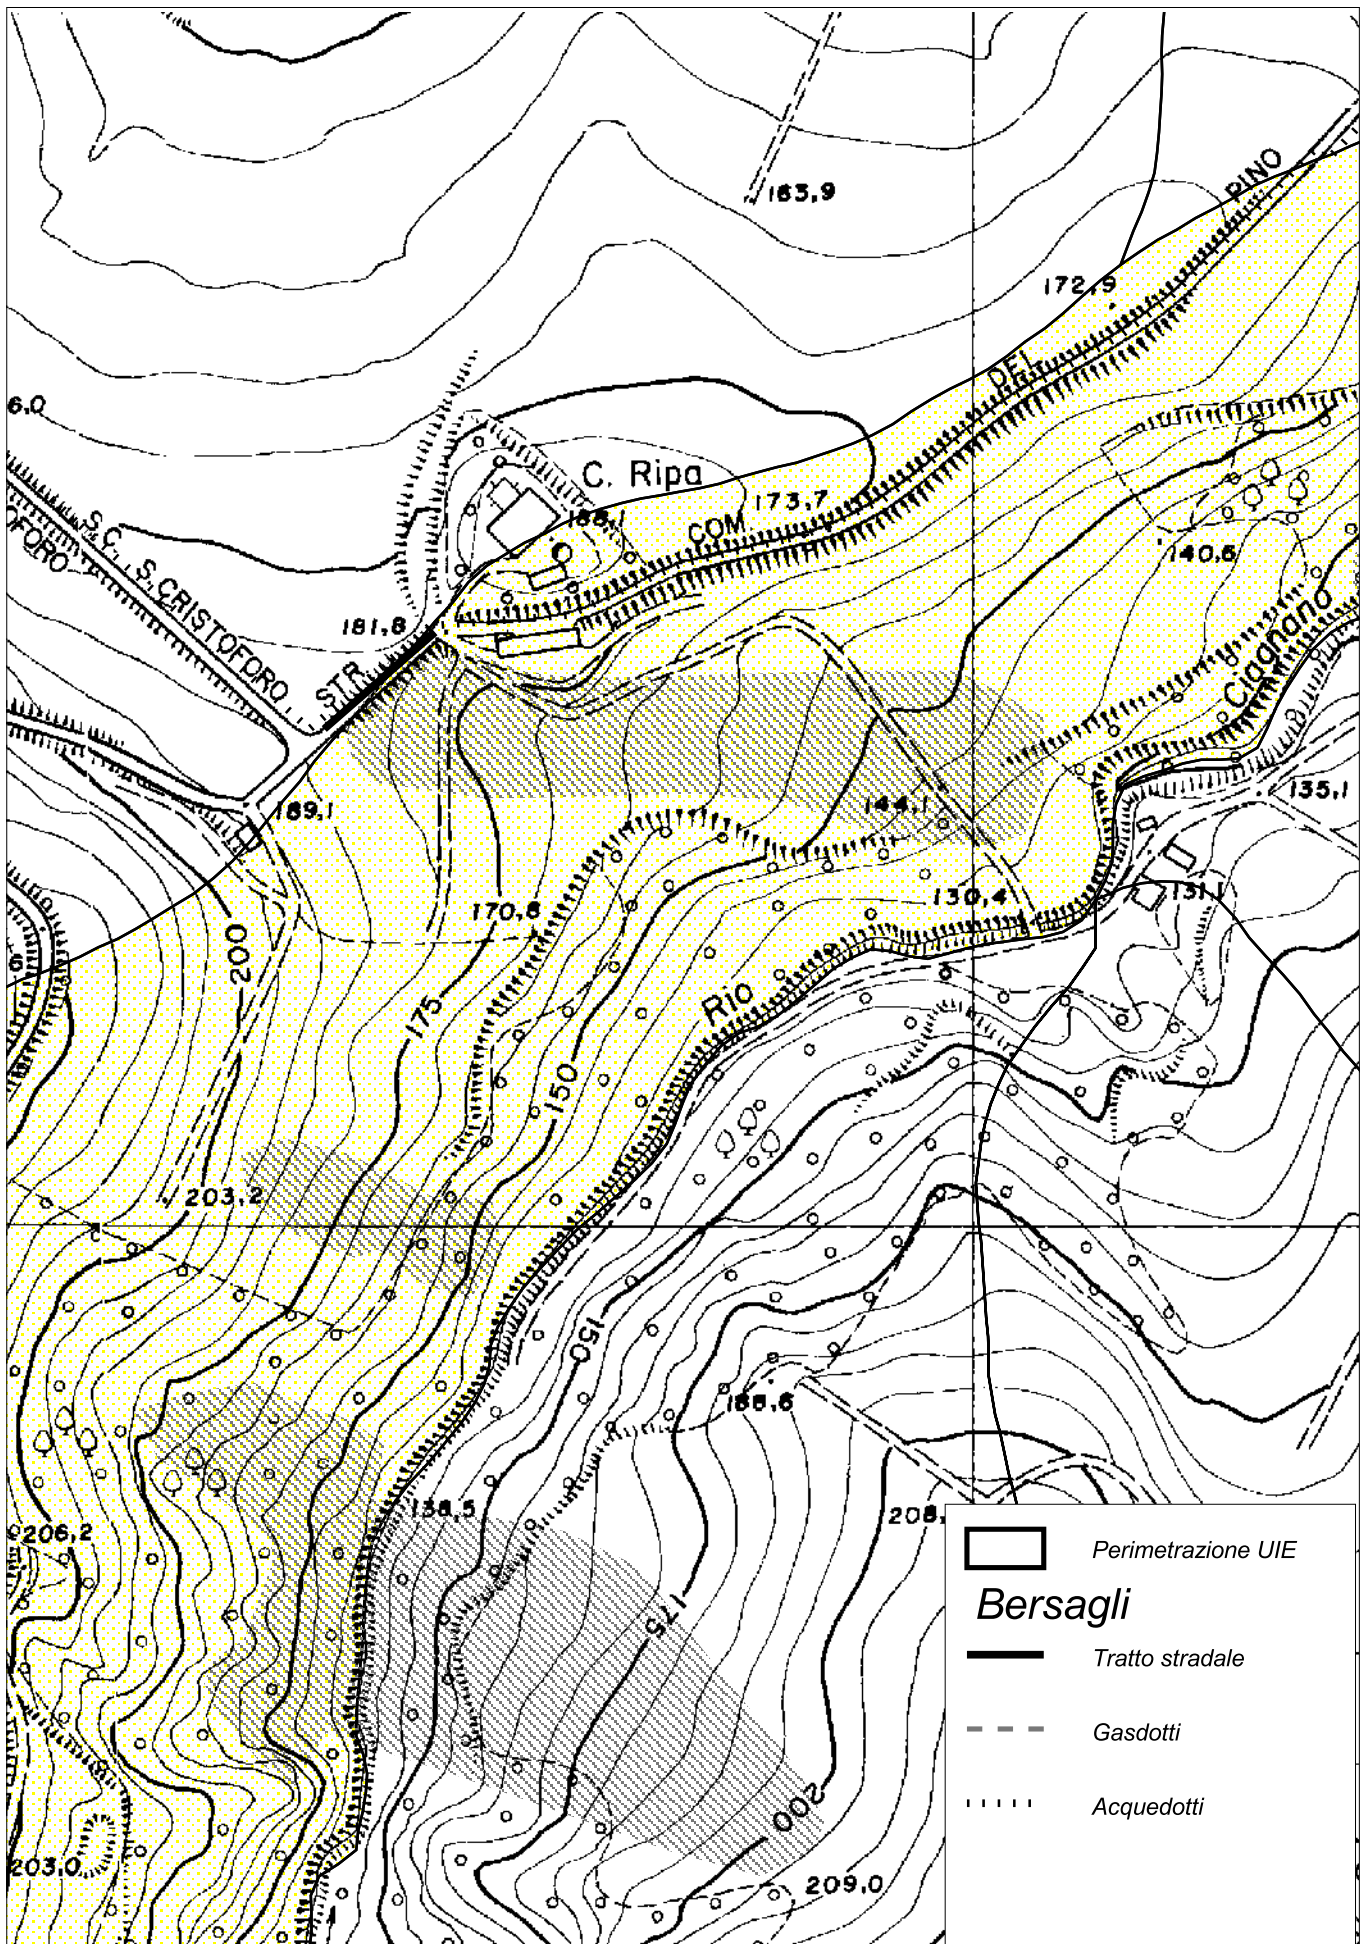 163,9
PINO
172,9
DEL
6,0
C. Ripa
173,7
COM.
188,1
140,6
S.C. S.CRISTOFORO
OFORO
181,8
STR.
Ciagnano
135,1
189,1
144,1
131,1
170,8
130,4
200
6
175
Rio
150
203,2
150
186,6
138,5
206,2
208,
175
200
203,0
209,0
Perimetrazione UIE
Bersagli
Tratto stradale
Gasdotti
Acquedotti